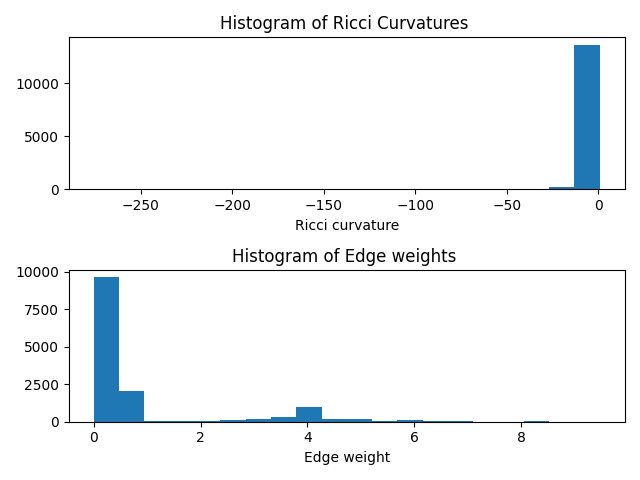 Histogram of Ricci Curvatures
10000
5000
0
−250 −200 −150 −100 −50 0
Ricci curvature
Histogram of Edge weights
10000
7500
5000
2500
0
0 2 4 6 8
Edge weight